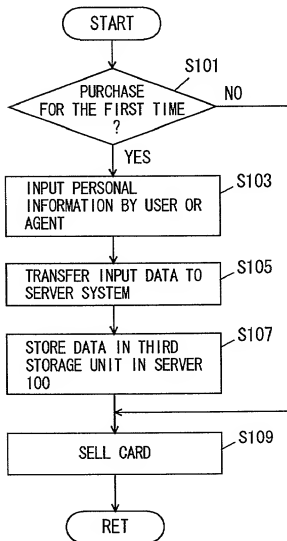 START
S101
PURCHASE
FOR THE FIRST TIME
?
NO
YES
S103
INPUT PERSONAL
INFORMATION BY USER OR
AGENT
S105
TRANSFER INPUT DATA TO
SERVER SYSTEM
S107
STORE DATA IN THIRD
STORAGE UNIT IN SERVER
100
S109
SELL CARD
RET